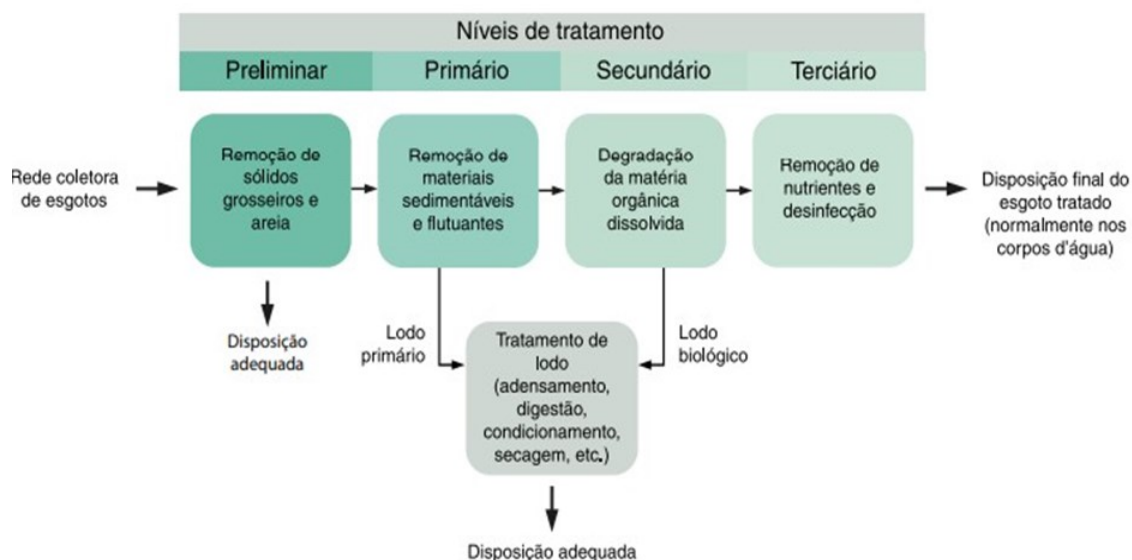 Níveis de tratamento
Preliminar
Primário
Secundário
Terciário
Rede coletora
de esgotos
Remoção de
sólidos
grosseiros e
areia
Remoção de
materiais
sedimentáveis
e flutuantes
Degradação
da matéria
orgânica
dissolvida
Remoção de
nutrientes e
desinfecção
Disposição final do
esgoto tratado
(normalmente nos
corpos d'água)
Disposição
adequada
Lodo
primário
Tratamento de
lodo
(adensamento,
digestão,
condicionamento,
secagem, etc.)
Lodo
biológico
Disposição adequada